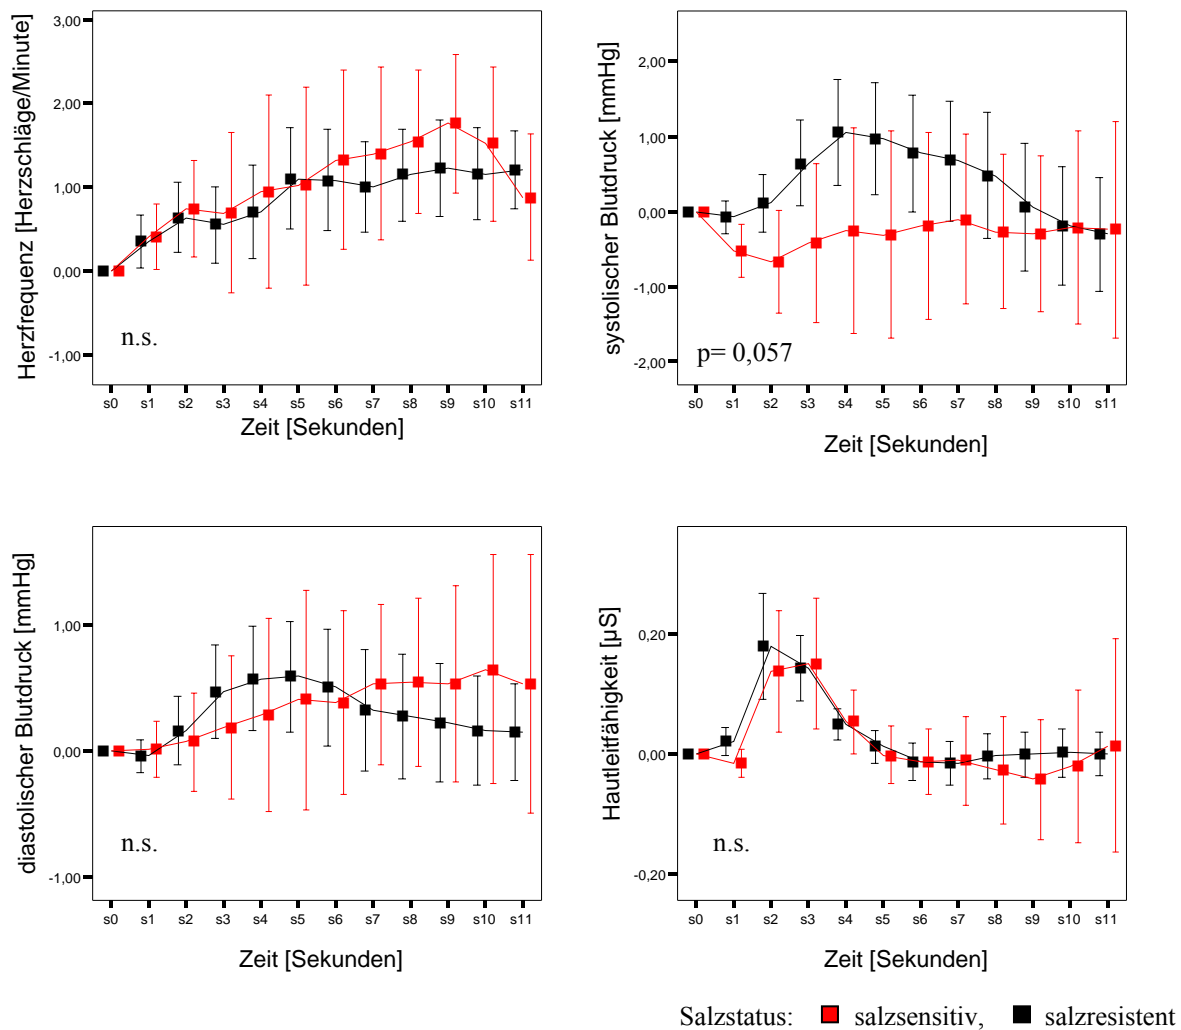 Herzfrequenz [Herzschläge/Minute]
3,00
2,00
1,00
0,00
-1,00
n.s.
s0 s1 s2 s3 s4 s5 s6 s7 s8 s9 s10 s11
Zeit [Sekunden]
systolischer Blutdruck [mmHg]
2,00
1,00
0,00
-1,00
-2,00
p= 0,057
s0 s1 s2 s3 s4 s5 s6 s7 s8 s9 s10 s11
Zeit [Sekunden]
diastolischer Blutdruck [mmHg]
1,00
0,00
-1,00
n.s.
s0 s1 s2 s3 s4 s5 s6 s7 s8 s9 s10 s11
Zeit [Sekunden]
Hautleitfähigkeit [µS]
0,20
0,00
-0,20
n.s.
s0 s1 s2 s3 s4 s5 s6 s7 s8 s9 s10 s11
Zeit [Sekunden]
Salzstatus: salzsensitiv, salzresistent